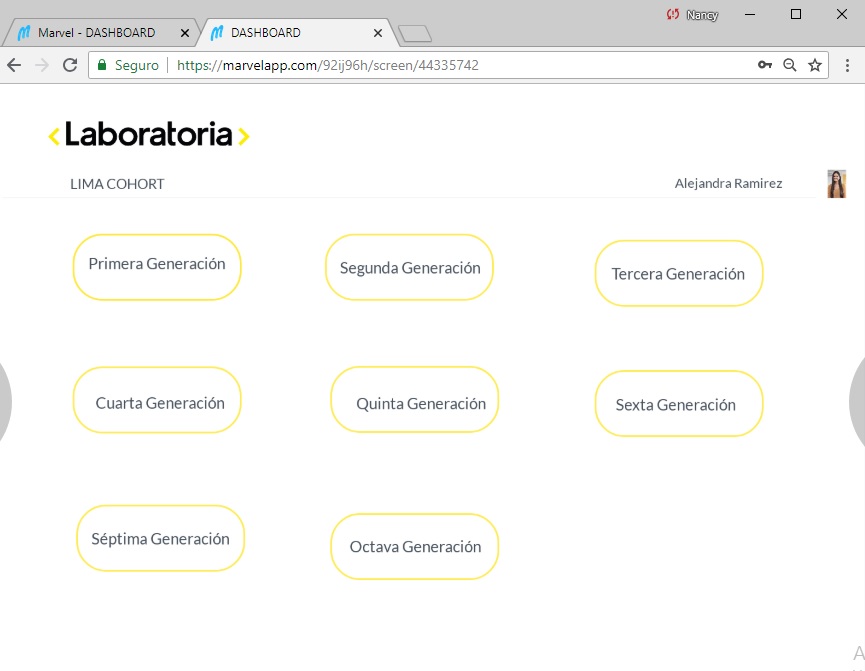 Nancy
Marvel - DASHBOARD
DASHBOARD
Seguro
https://marvelapp.com/92ij96h/screen/44335742
<Laboratoria>
LIMA COHORT
Alejandra Ramirez
Primera Generación
Segunda Generación
Tercera Generación
Cuarta Generación
Quinta Generación
Sexta Generación
Séptima Generación
Octava Generación
A